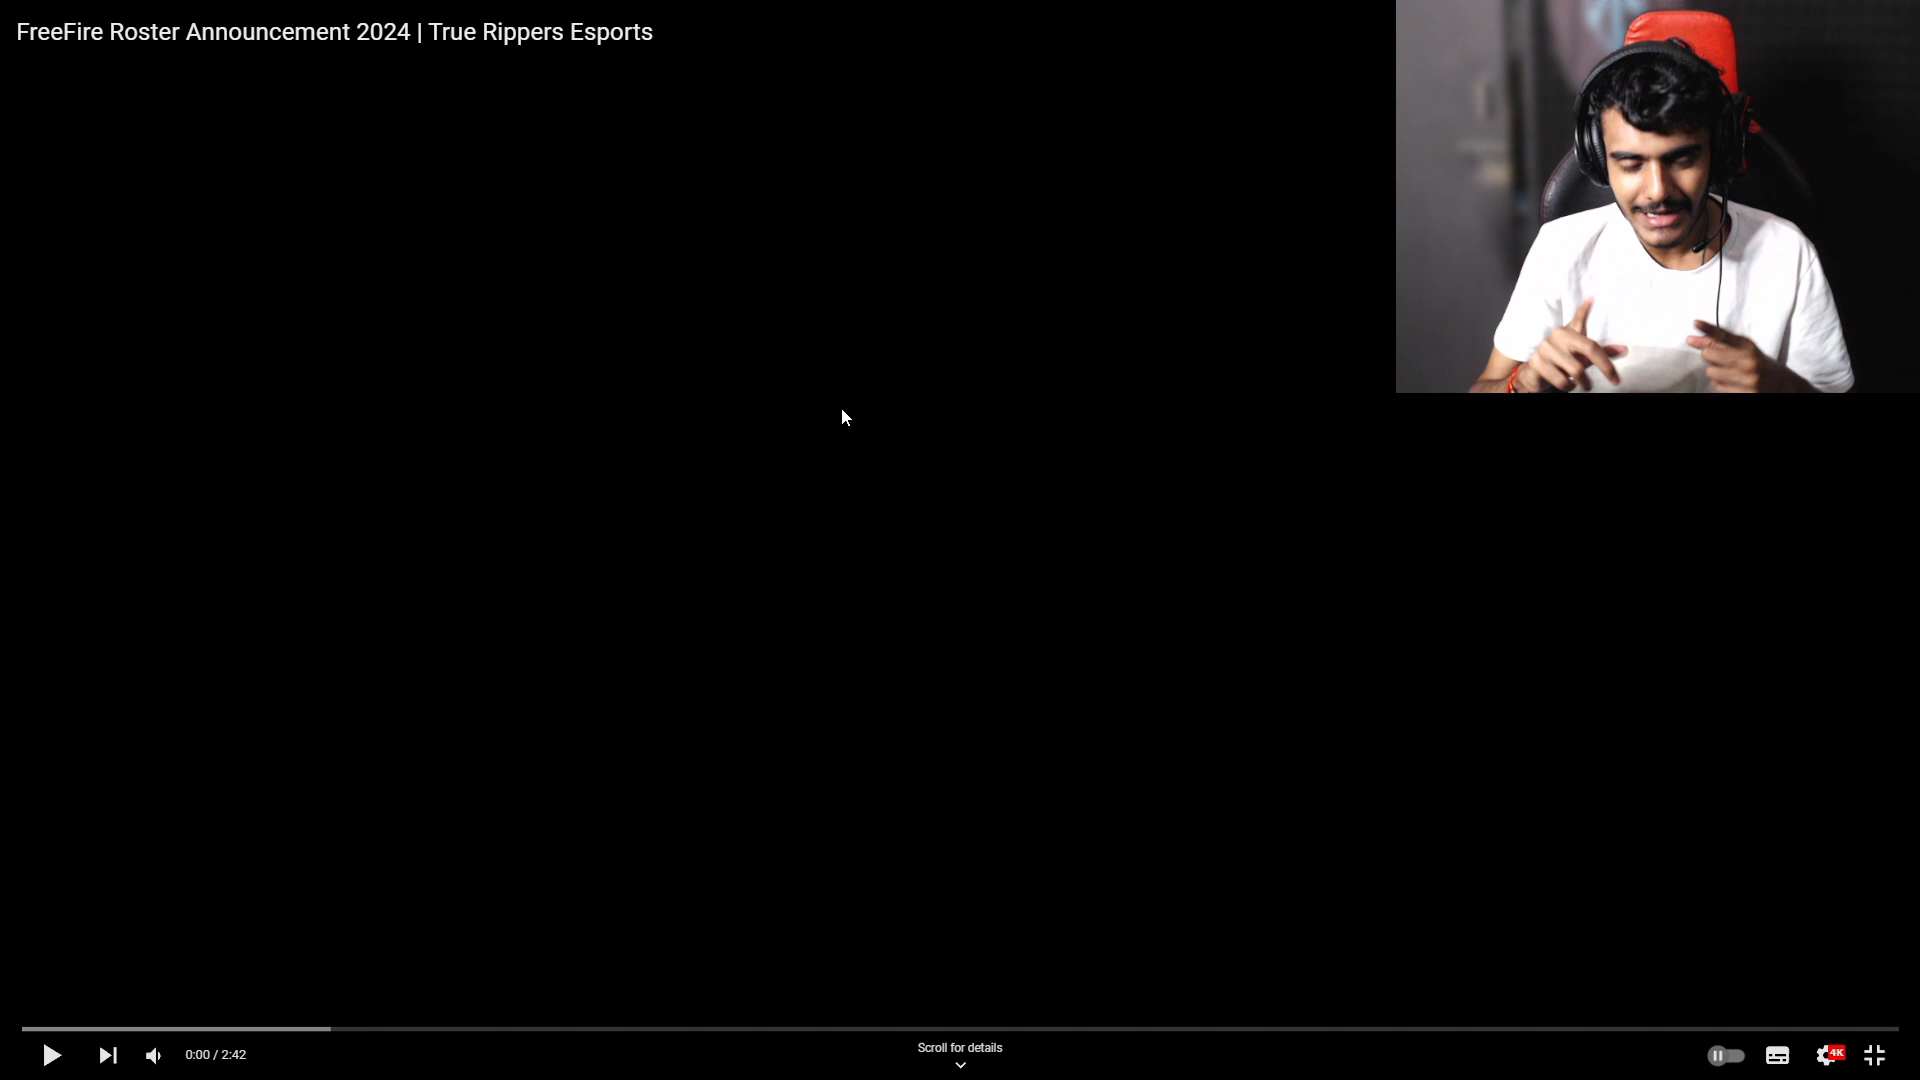 FreeFire Roster Announcement 2024 | True Rippers Esports
0:00 / 2:42
Scroll for details
4K